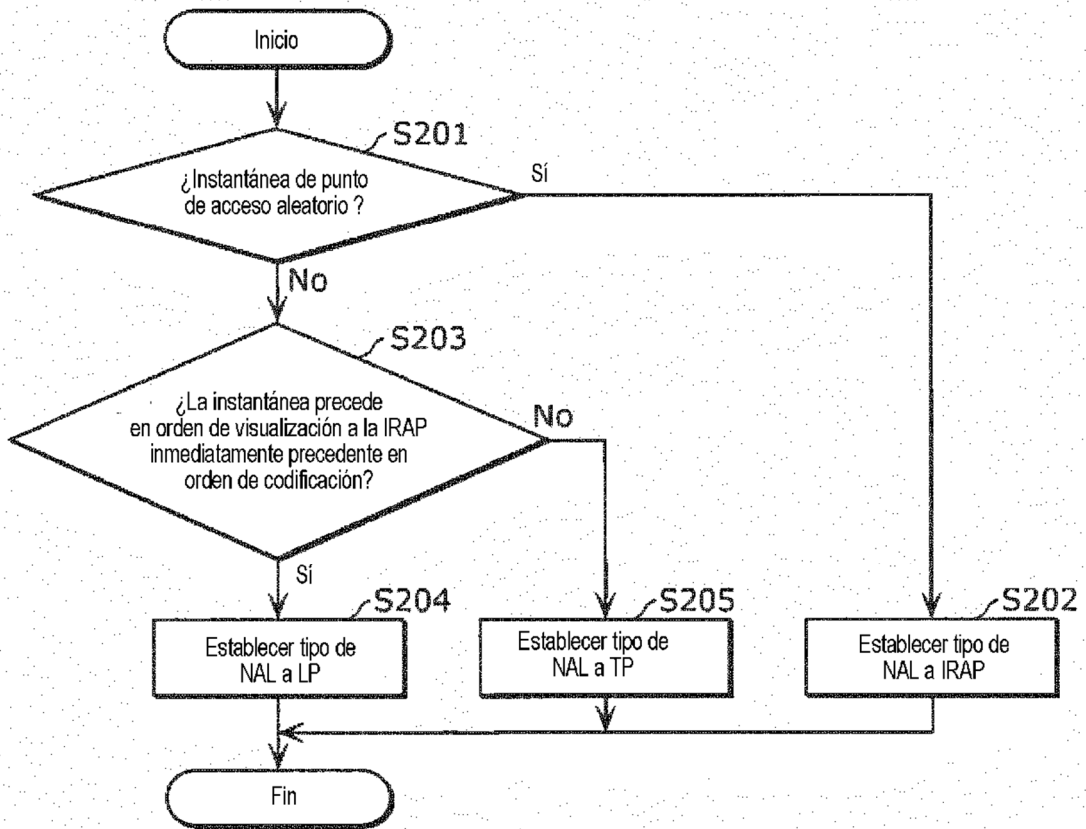 Inicio
S201
¿Instantánea de punto
de acceso aleatorio ?
Sí
No
S203
¿La instantánea precede
en orden de visualización a la IRAP
inmediatamente precedente en
orden de codificación?
No
Sí
S204
Establecer tipo de
NAL a LP
S205
Establecer tipo de
NAL a TP
S202
Establecer tipo de
NAL a IRAP
Fin